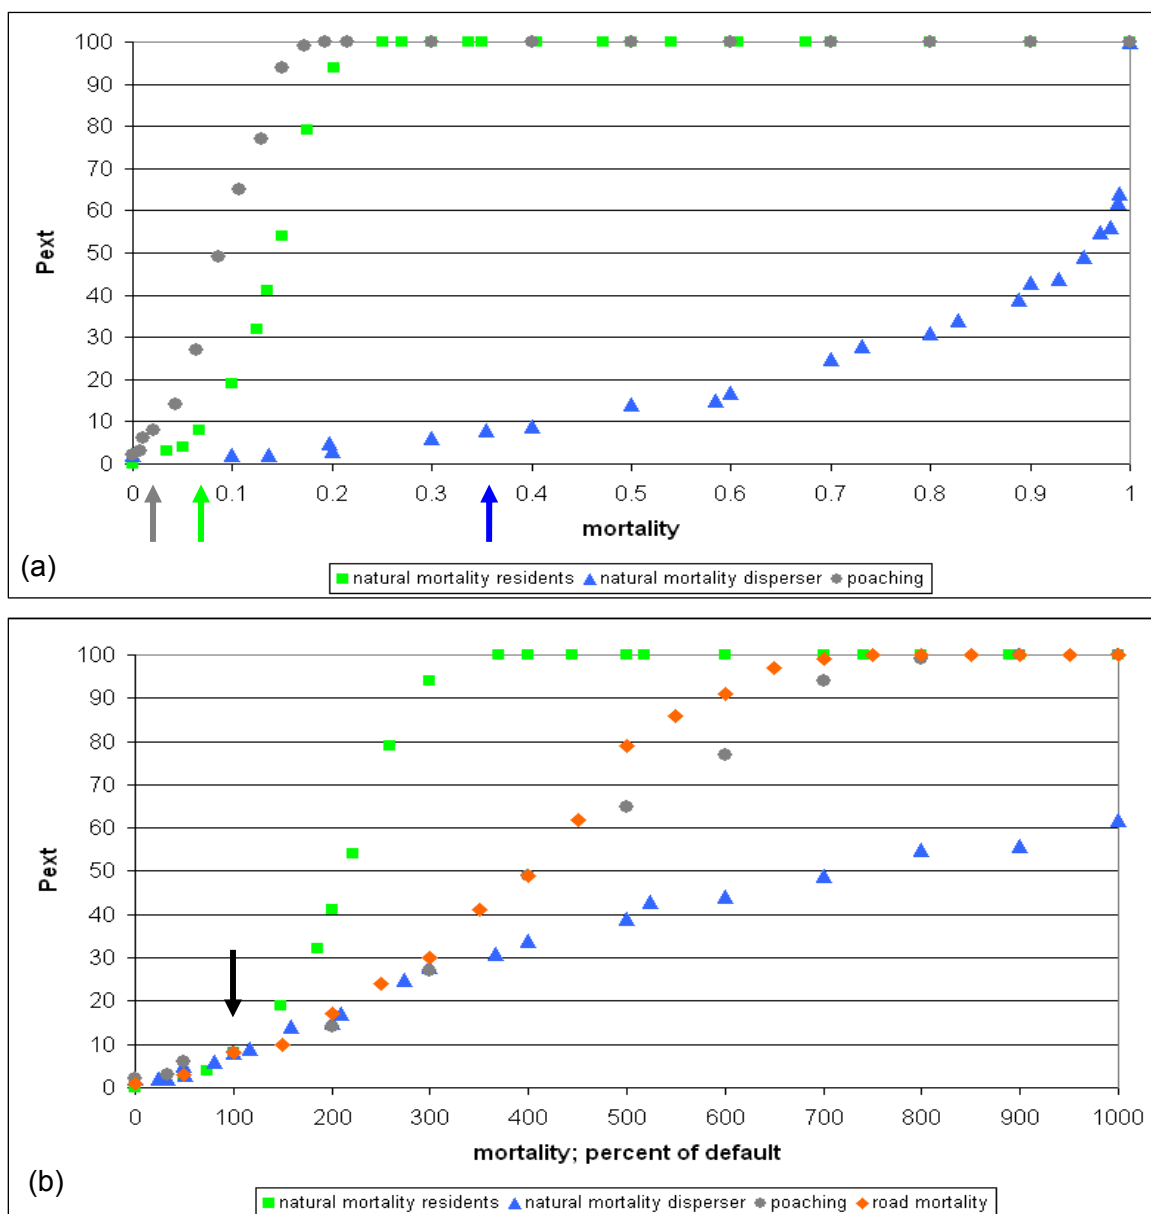 100
90
80
70
60
50
40
30
20
10
0
Pext
0 0.1 0.2 0.3 0.4 0.5 0.6 0.7 0.8 0.9 1
mortality
(a)
natural mortality residents natural mortality disperser poaching
100
90
80
70
60
50
40
30
20
10
0
Pext
0 100 200 300 400 500 600 700 800 900 1000
mortality; percent of default
(b)
natural mortality residents natural mortality disperser poaching road mortality